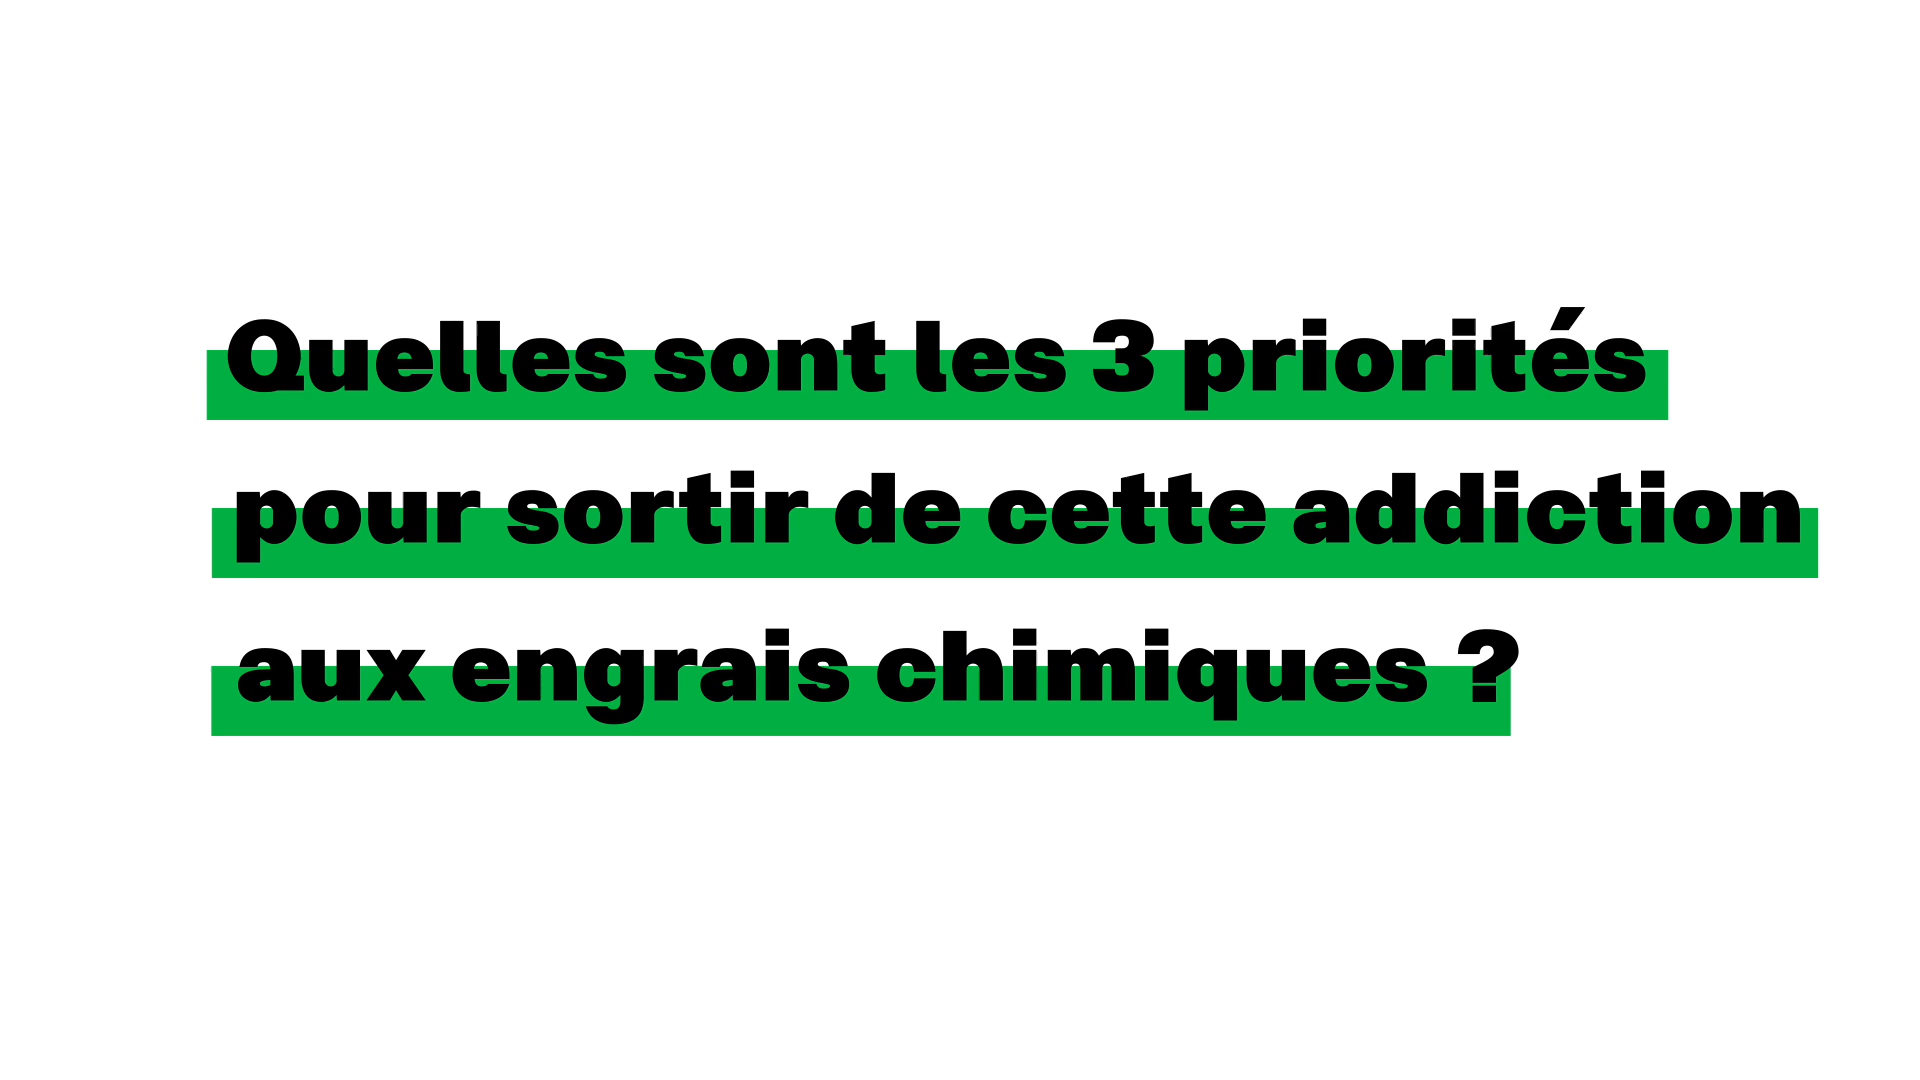 Quelles sont les 3 priorités
pour sortir de cette addiction
aux engrais chimiques ?